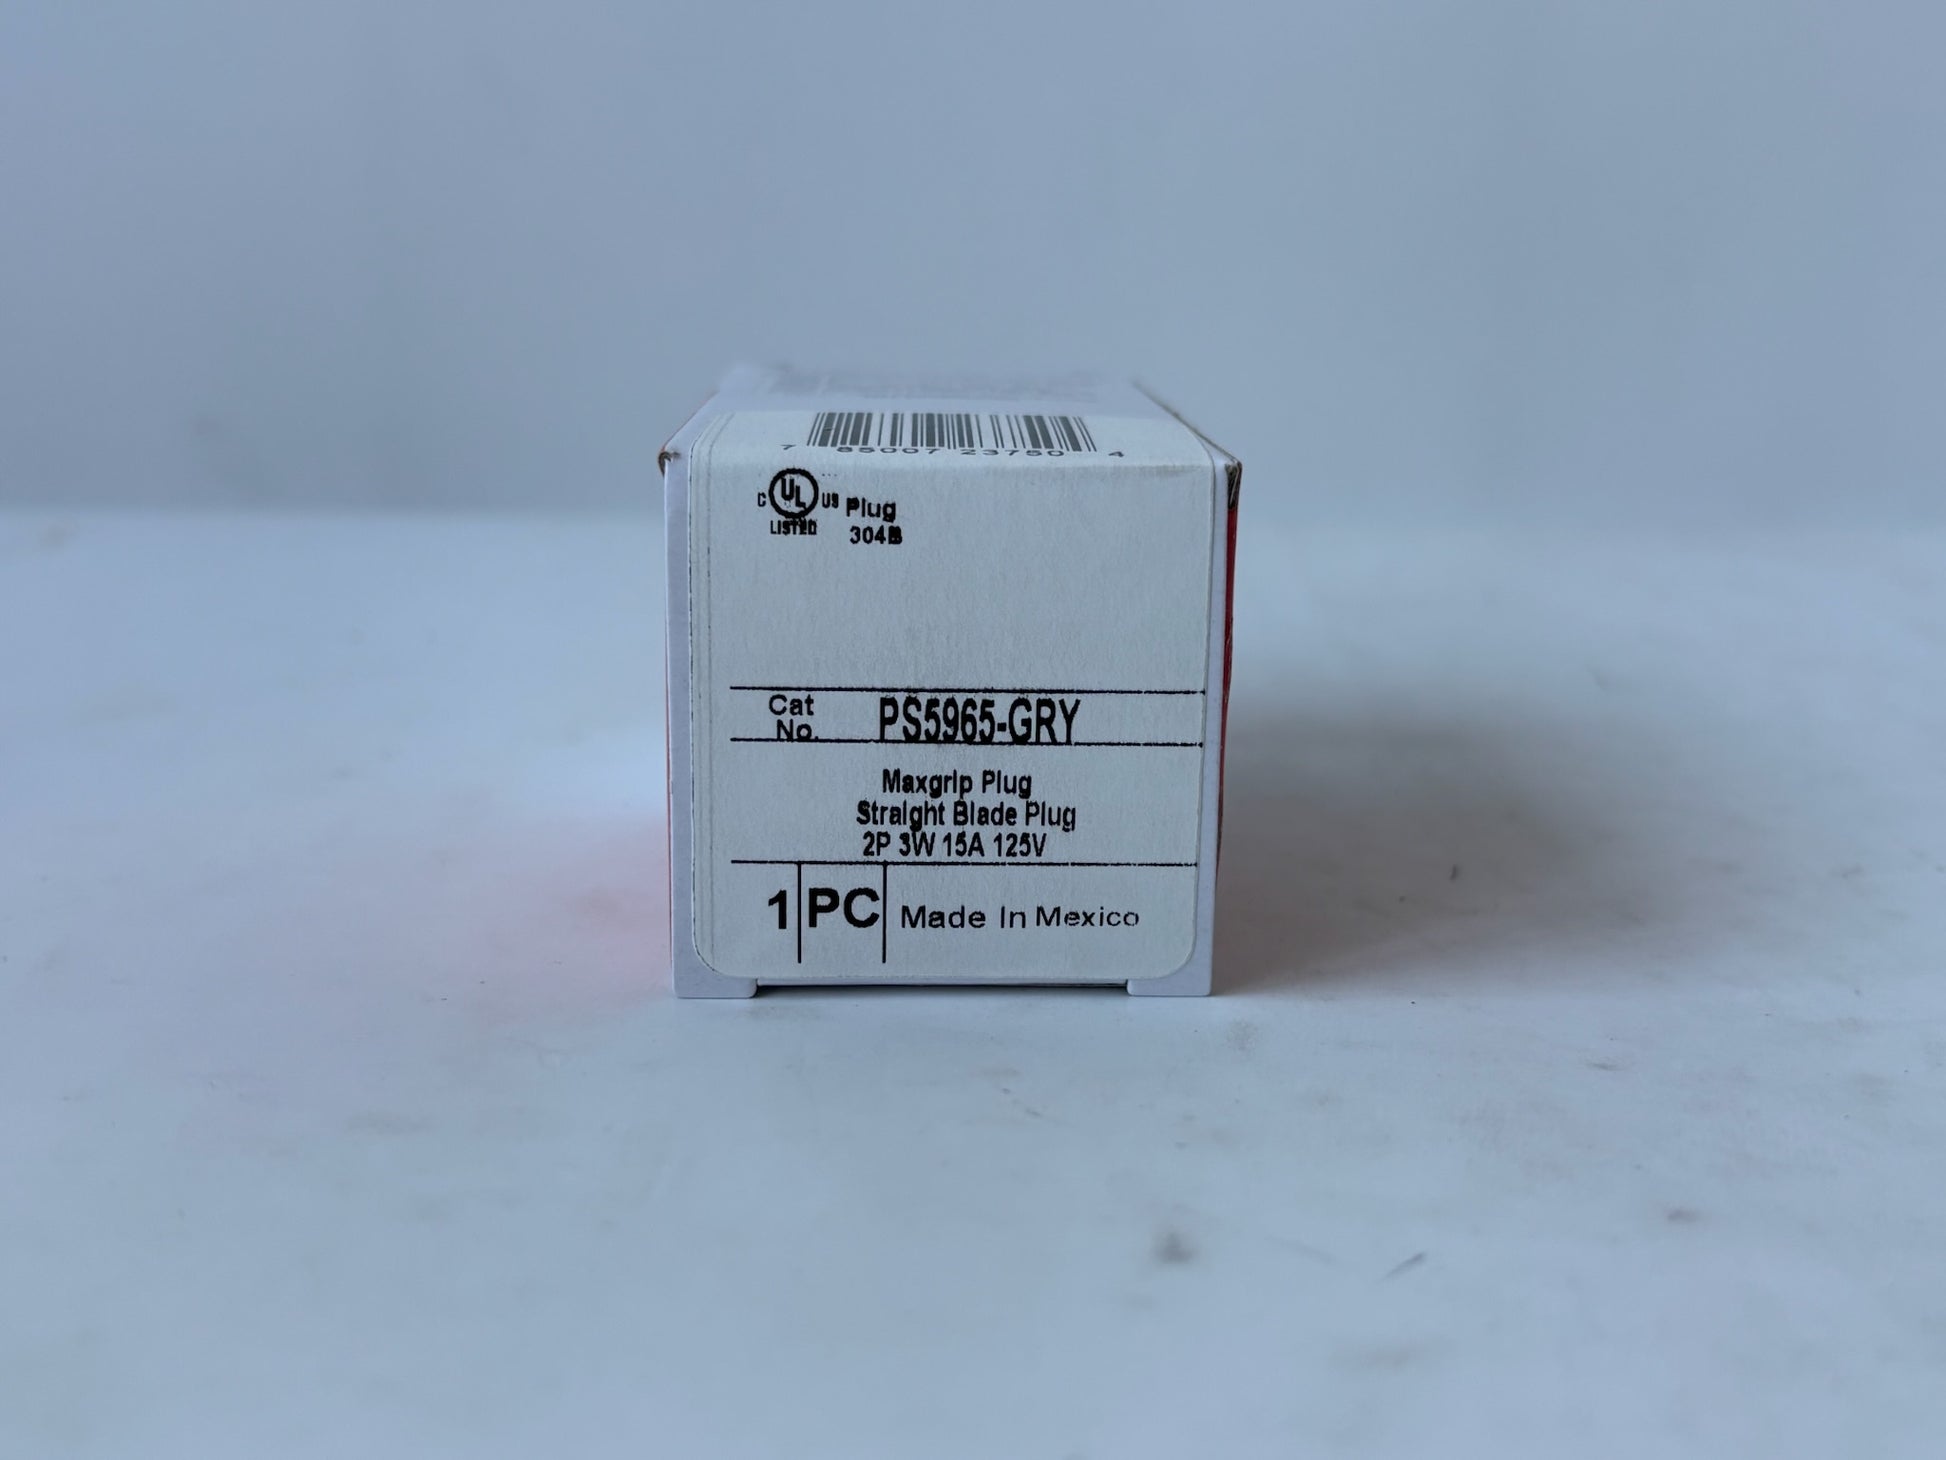 7 85007 23750 4
C UL US Plug
LISTED 304B
Cat No. PS5965-GRY
Maxgrip Plug
Straight Blade Plug
2P 3W 15A 125V
1 PC Made In Mexico